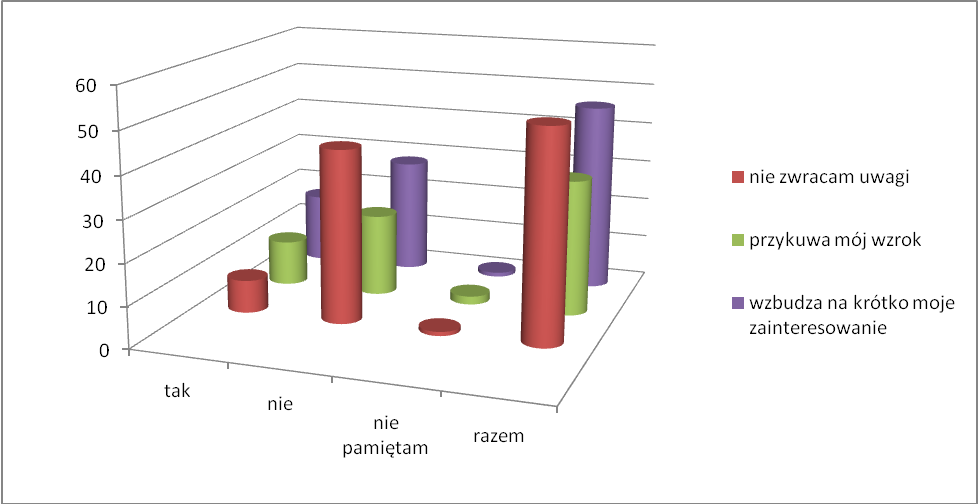 60
50
40
30
20
10
0
tak
nie
nie
pamiętam
razem
nie zwracam uwagi
przykuwa mój wzrok
wzbudza na krótko moje
zainteresowanie